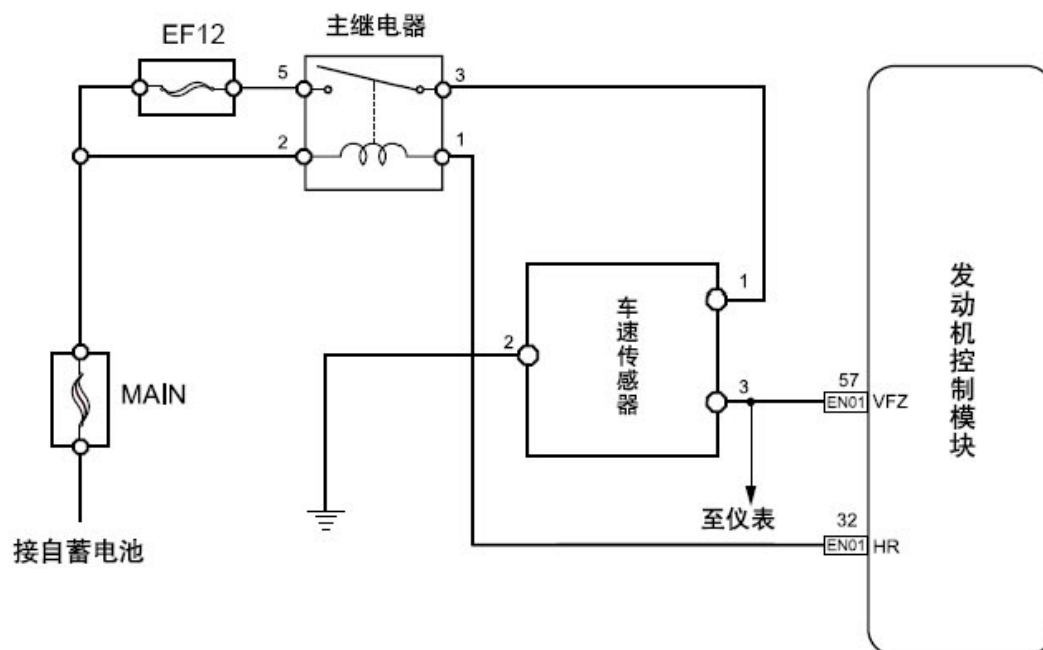 主继电器
EF12
5
3
2
1
车速传感器
1
2
3
MAIN
接自蓄电池
至仪表
57
EN01 VFZ
32
EN01 HR
发动机控制模块